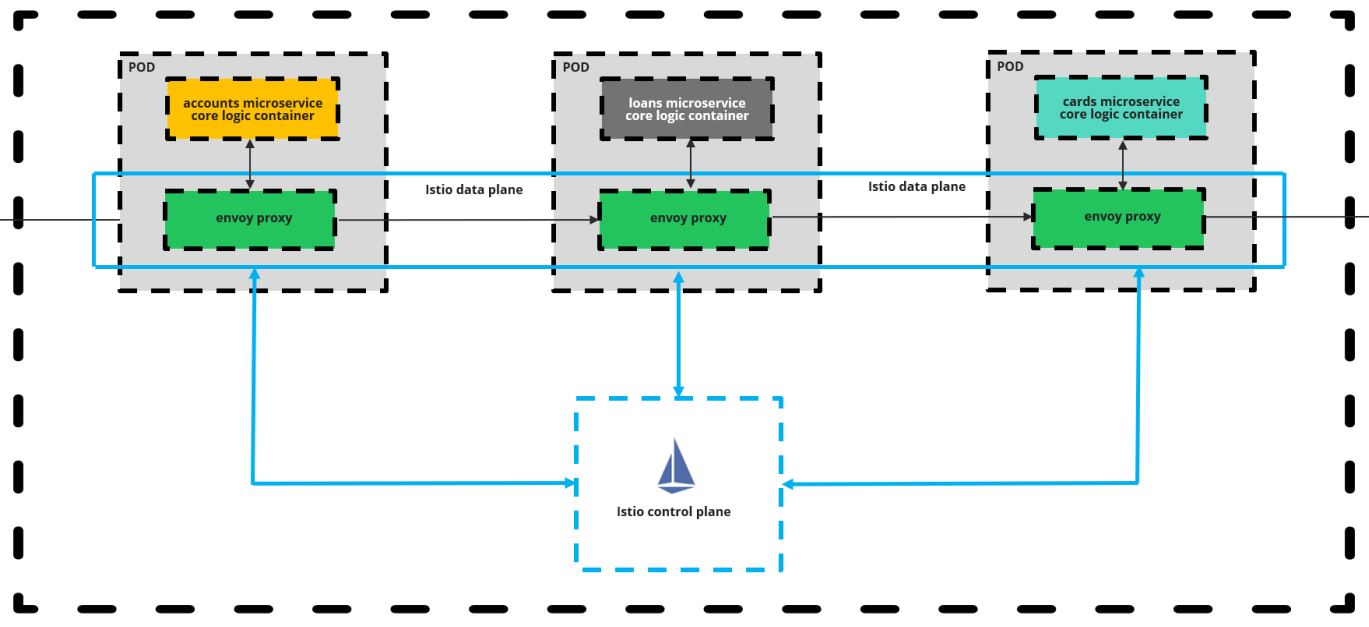 POD
accounts microservice
core logic container
envoy proxy
Istio data plane
POD
loans microservice
core logic container
envoy proxy
Istio data plane
POD
cards microservice
core logic container
envoy proxy
Istio control plane